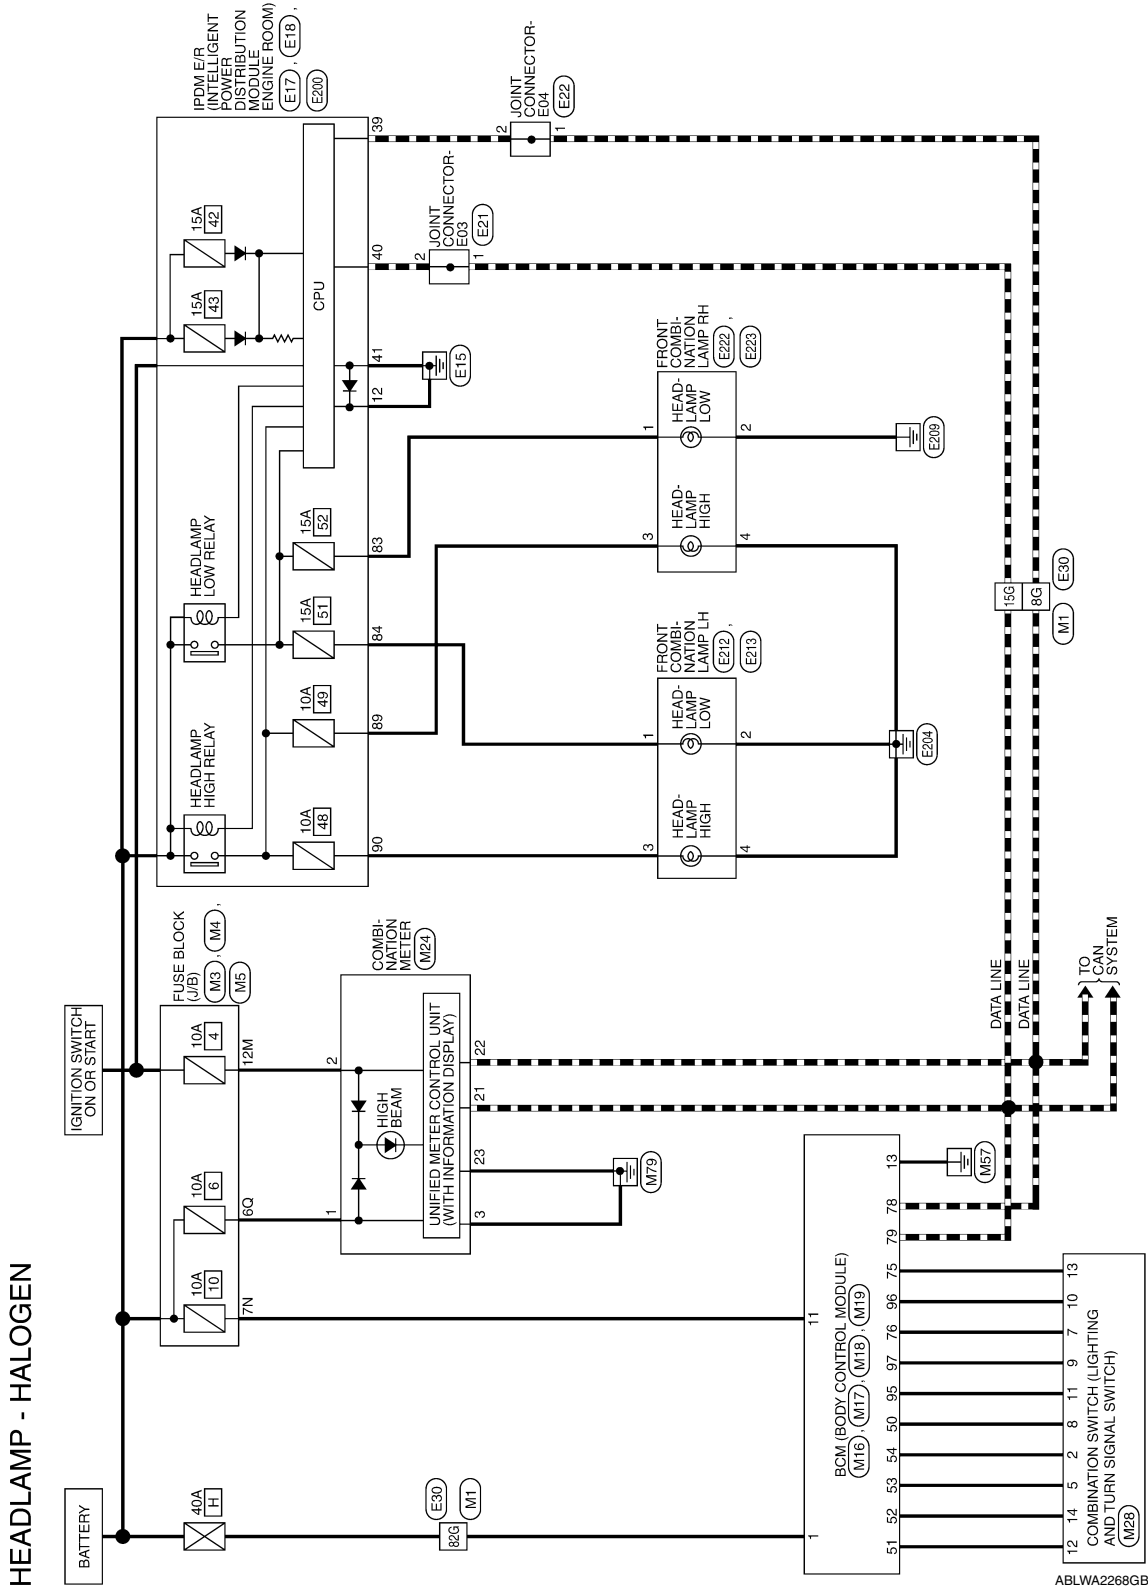 HEADLAMP - HALOGEN
BATTERY
IGNITION SWITCH
ON OR START
40A
H
E30
82G
M1
FUSE BLOCK
(J/B)
M3 , M4 ,
M5
10A
10
10A
6
10A
4
7N
6Q
12M
COMBI-
NATION
METER
M24
1
2
HIGH
BEAM
UNIFIED METER CONTROL UNIT
(WITH INFORMATION DISPLAY)
3
23
21
22
M79
IPDM E/R
(INTELLIGENT
POWER
DISTRIBUTION
MODULE
ENGINE ROOM)
E17 , E18 ,
E200
HEADLAMP
HIGH RELAY
HEADLAMP
LOW RELAY
15A
43
15A
42
10A
48
10A
49
15A
51
15A
52
CPU
90
89
84
83
12
41
40
39
E15
2
JOINT
CONNECTOR-
E03
E21
1
2
JOINT
CONNECTOR-
E04
E22
1
FRONT
COMBI-
NATION
LAMP LH
E212 ,
E213
3
1
HEAD-
LAMP
HIGH
HEAD-
LAMP
LOW
4
2
FRONT
COMBI-
NATION
LAMP RH
E222 ,
E223
3
1
HEAD-
LAMP
HIGH
HEAD-
LAMP
LOW
4
2
E204
E209
15G
8G
M1
E30
DATA LINE
DATA LINE
TO
CAN
SYSTEM
1
11
BCM (BODY CONTROL MODULE)
M16 , M17 , M18 , M19
51
52
53
54
50
95
97
76
96
75
79
78
13
M57
12
14
5
2
8
11
9
7
10
13
COMBINATION SWITCH (LIGHTING
AND TURN SIGNAL SWITCH)
M28
ABLWA2268GB